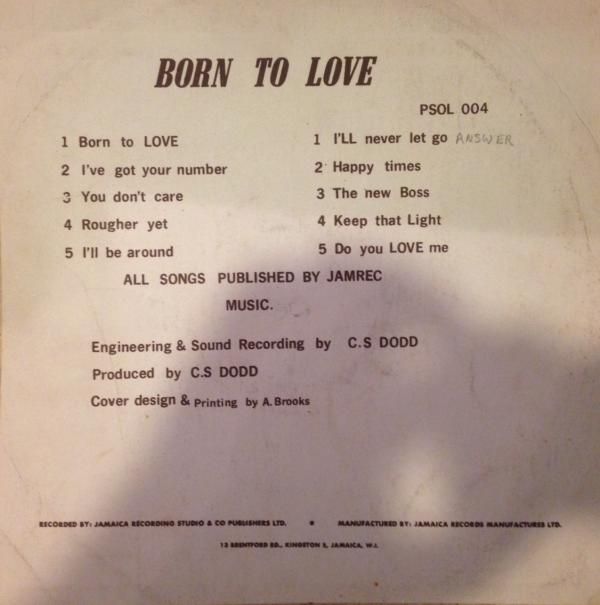 BORN TO LOVE
PSOL 004
1 Born to LOVE
2 I've got your number
3 You don't care
4 Rougher yet
5 I'll be around
1 I'LL never let go ANSWER
2 Happy times
3 The new Boss
4 Keep that Light
5 Do you LOVE me
ALL SONGS PUBLISHED BY JAMREC
MUSIC.
Engineering & Sound Recording by C.S DODD
Produced by C.S DODD
Cover design & Printing by A. Brooks
RECORDED BY: JAMAICA RECORDING STUDIO & CO PUBLISHERS LTD. * MANUFACTURED BY: JAMAICA RECORDS MANUFACTURES LTD.
13 BRENTFORD RD., KINGSTON 5, JAMAICA, W.I.